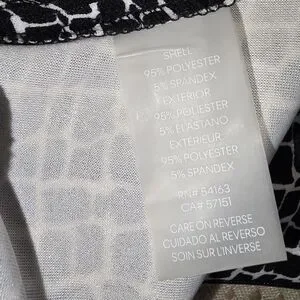 SHELL
95% POLYESTER
5% SPANDEX
EXTERIOR
95% POLIESTER
5% ELASTANO
EXTERIEUR
95% POLYESTER
5% SPANDEX
RN# 54163
CA# 57151
CARE ON REVERSE
CUIDADO AL REVERSO
SOIN SUR L'INVERSE